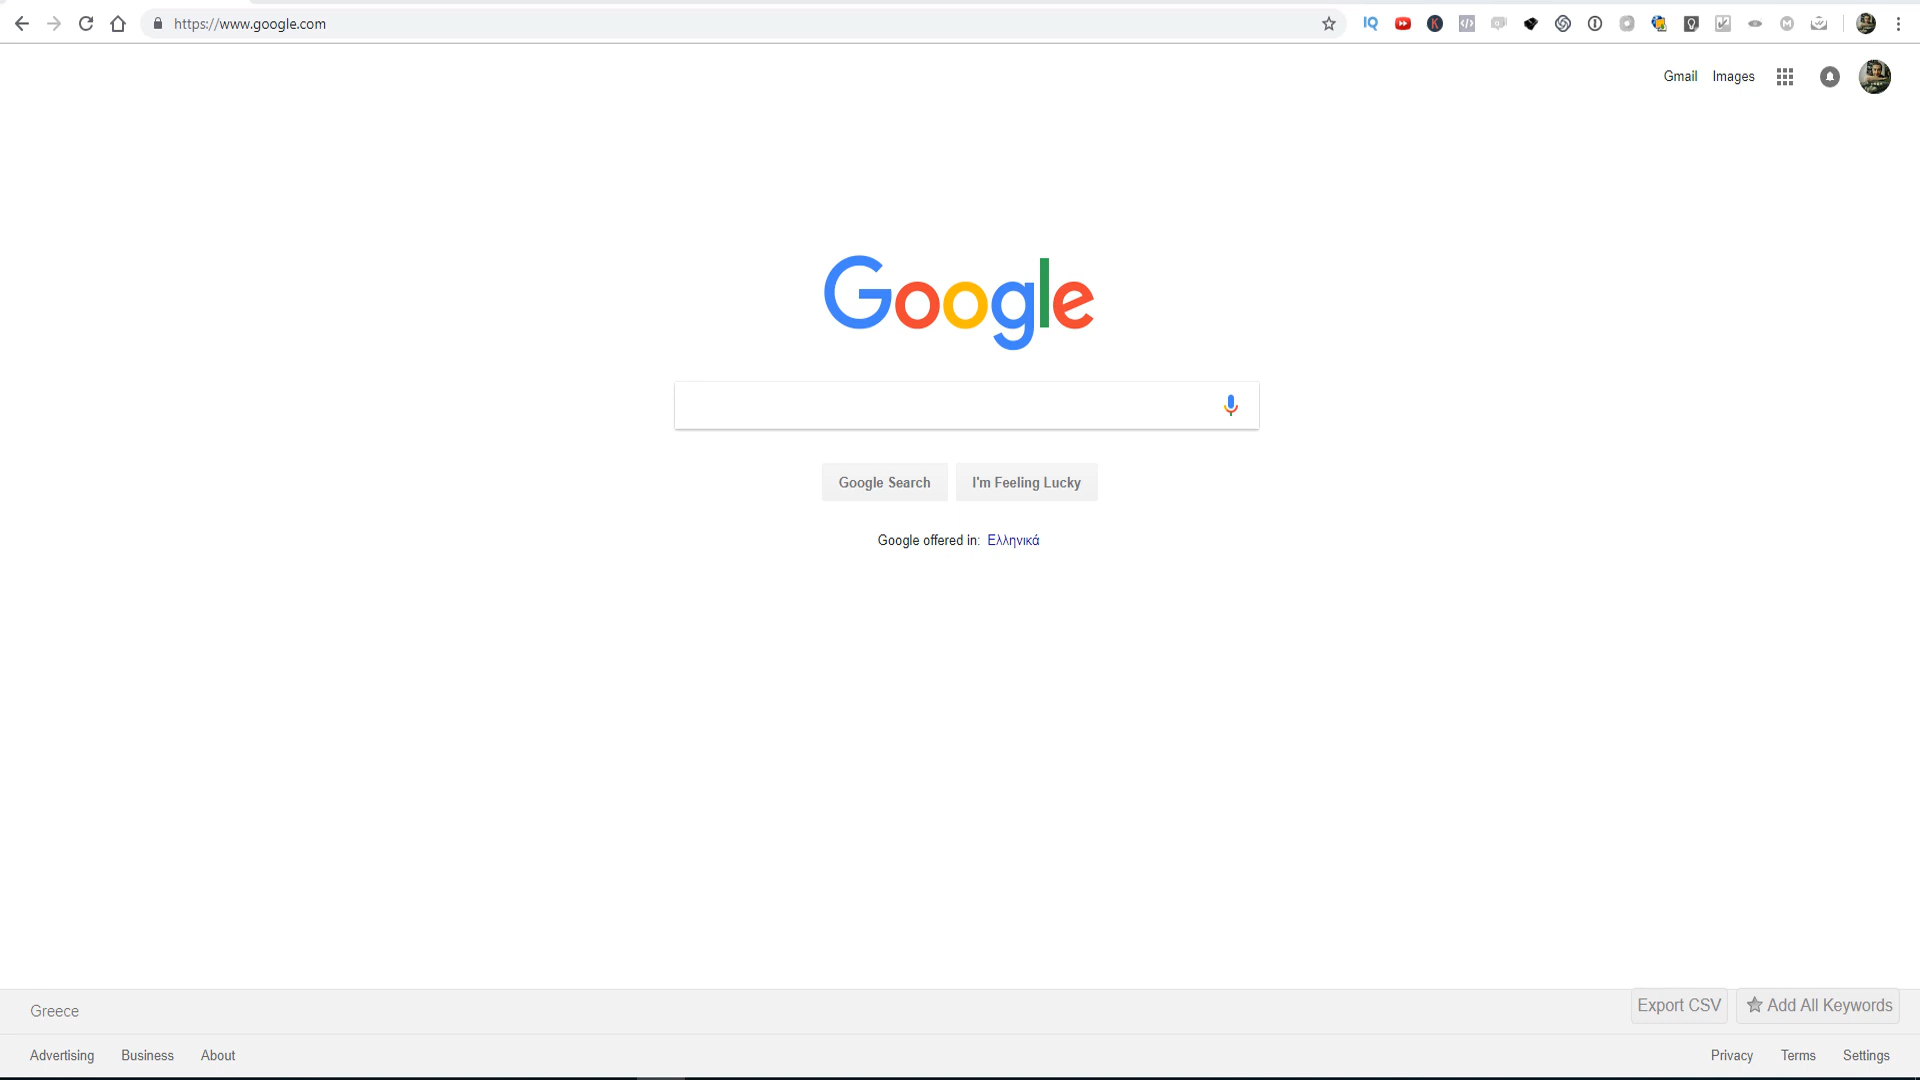 https://www.google.com
IQ
Gmail Images
Google
Google Search I'm Feeling Lucky
Google offered in: Ελληνικά
Greece
Export CSV Add All Keywords
Advertising Business About Privacy Terms Settings